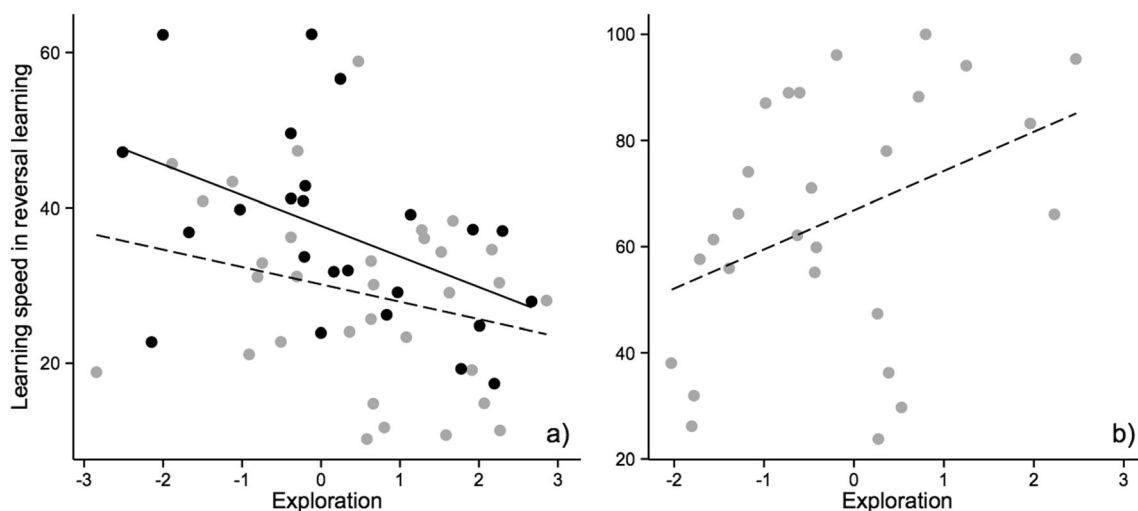 Learning speed in reversal learning
60
40
20
-3 -2 -1 0 1 2 3
Exploration
a)
100
80
60
40
20
-2 -1 0 1 2 3
Exploration
b)